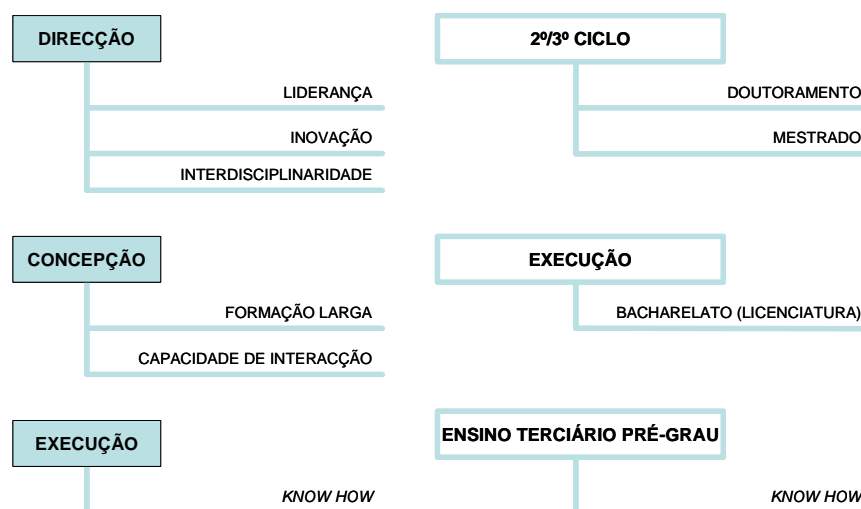 DIRECÇÃO
LIDERANÇA
INOVAÇÃO
INTERDISCIPLINARIDADE
2º/3º CICLO
DOUTORAMENTO
MESTRADO
CONCEPÇÃO
FORMAÇÃO LARGA
CAPACIDADE DE INTERACÇÃO
EXECUÇÃO
BACHARELATO (LICENCIATURA)
EXECUÇÃO
KNOW HOW
ENSINO TERCIÁRIO PRÉ-GRAU
KNOW HOW